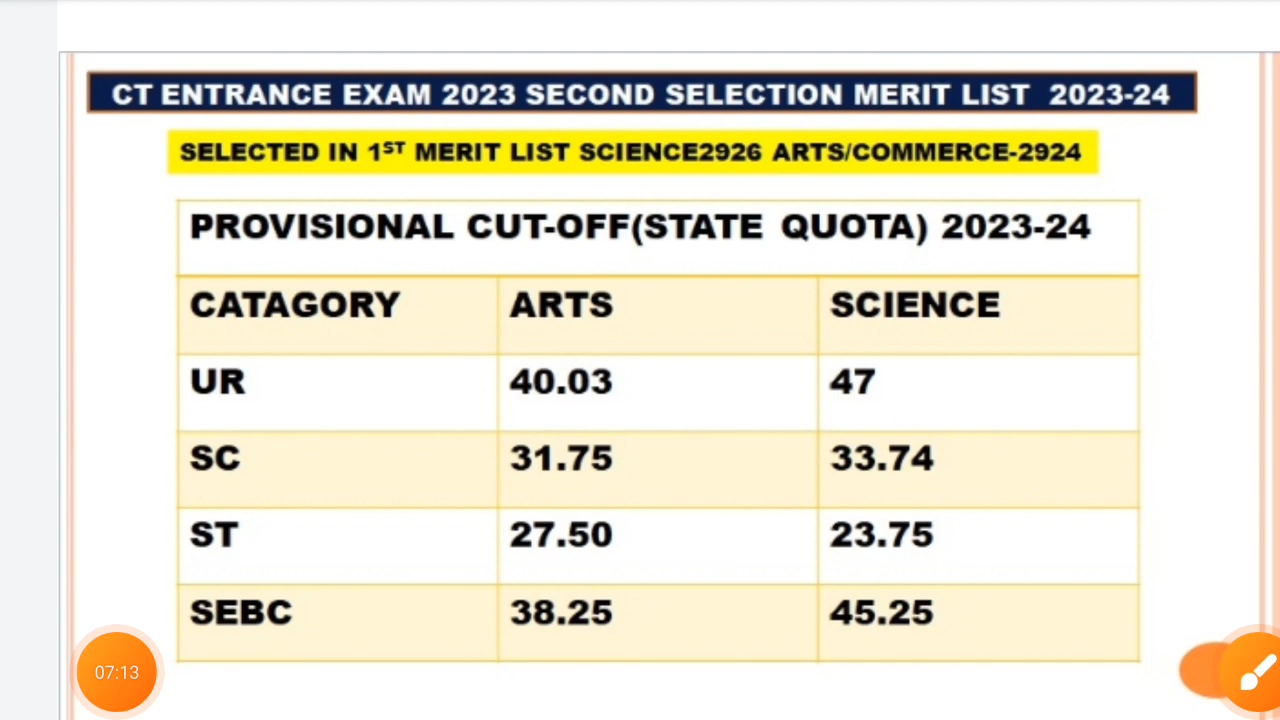 CT ENTRANCE EXAM 2023 SECOND SELECTION MERIT LIST 2023-24
SELECTED IN 1ST MERIT LIST SCIENCE2926 ARTS/COMMERCE-2924
PROVISIONAL CUT-OFF(STATE QUOTA) 2023-24
CATAGORY ARTS SCIENCE
UR 40.03 47
SC 31.75 33.74
ST 27.50 23.75
SEBC 38.25 45.25
07:13